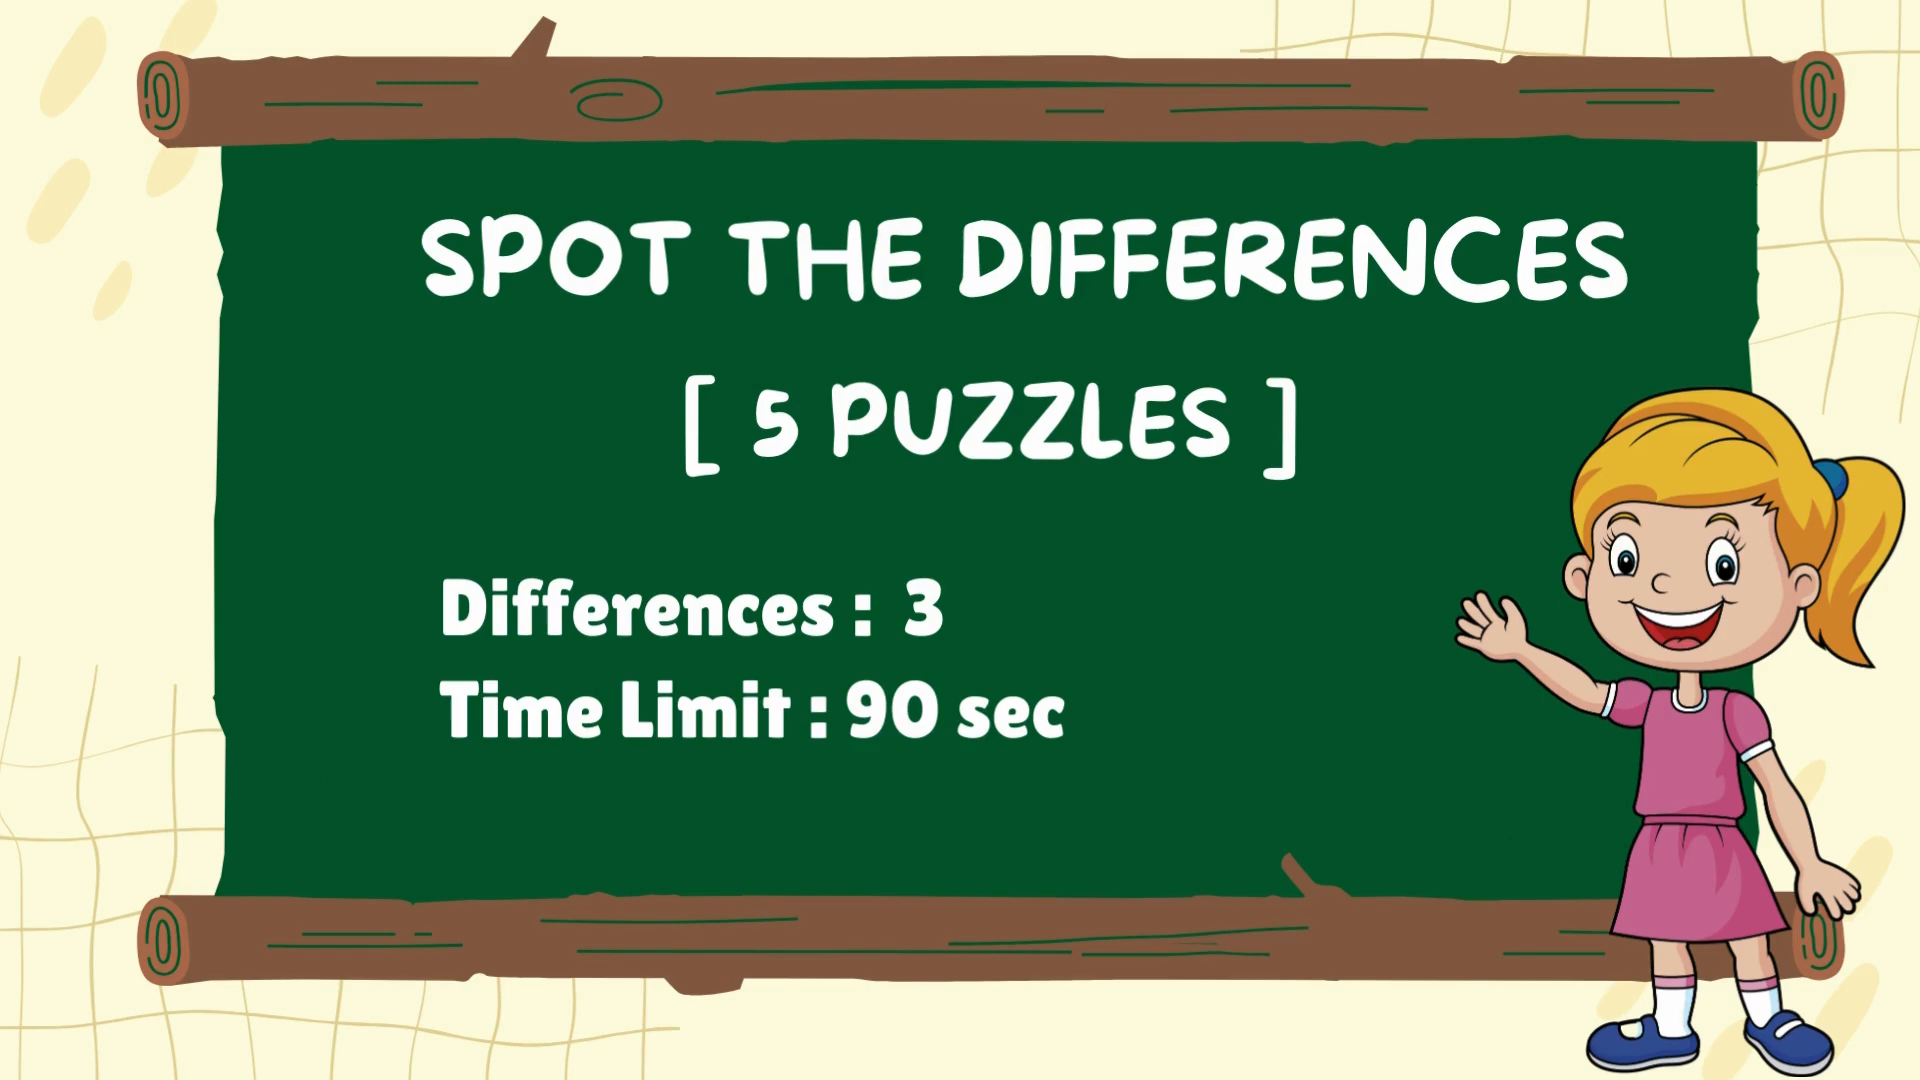 SPOT THE DIFFERENCES
[ 5 PUZZLES ]
Differences : 3
Time Limit : 90 sec